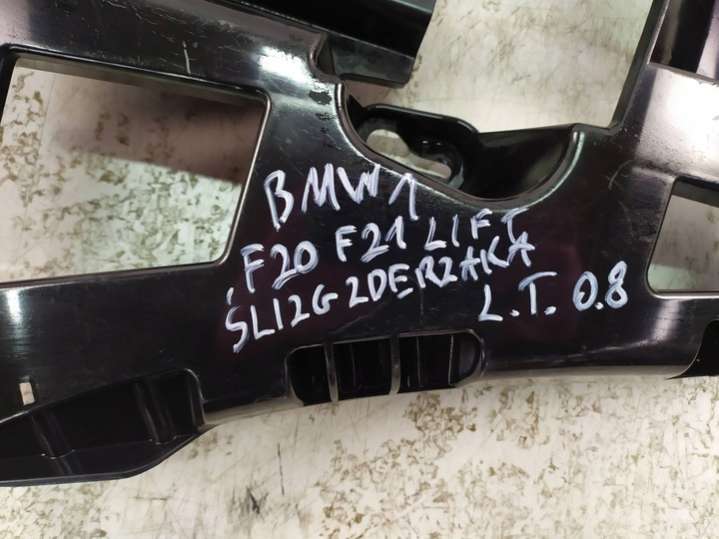 BMW 1
F20 F21 LIFT
ŚLIZG ZDERZAKA
L.T. 0.8